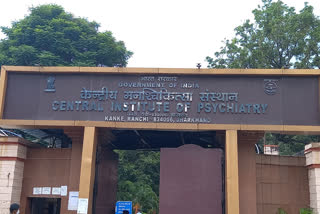 भारत सरकार
GOVERNMENT OF INDIA
केन्द्रीय मनश्चिकित्सा संस्थान
CENTRAL INSTITUTE OF PSYCHIATRY
KANKE, RANCHI 834006, JHARKHAND